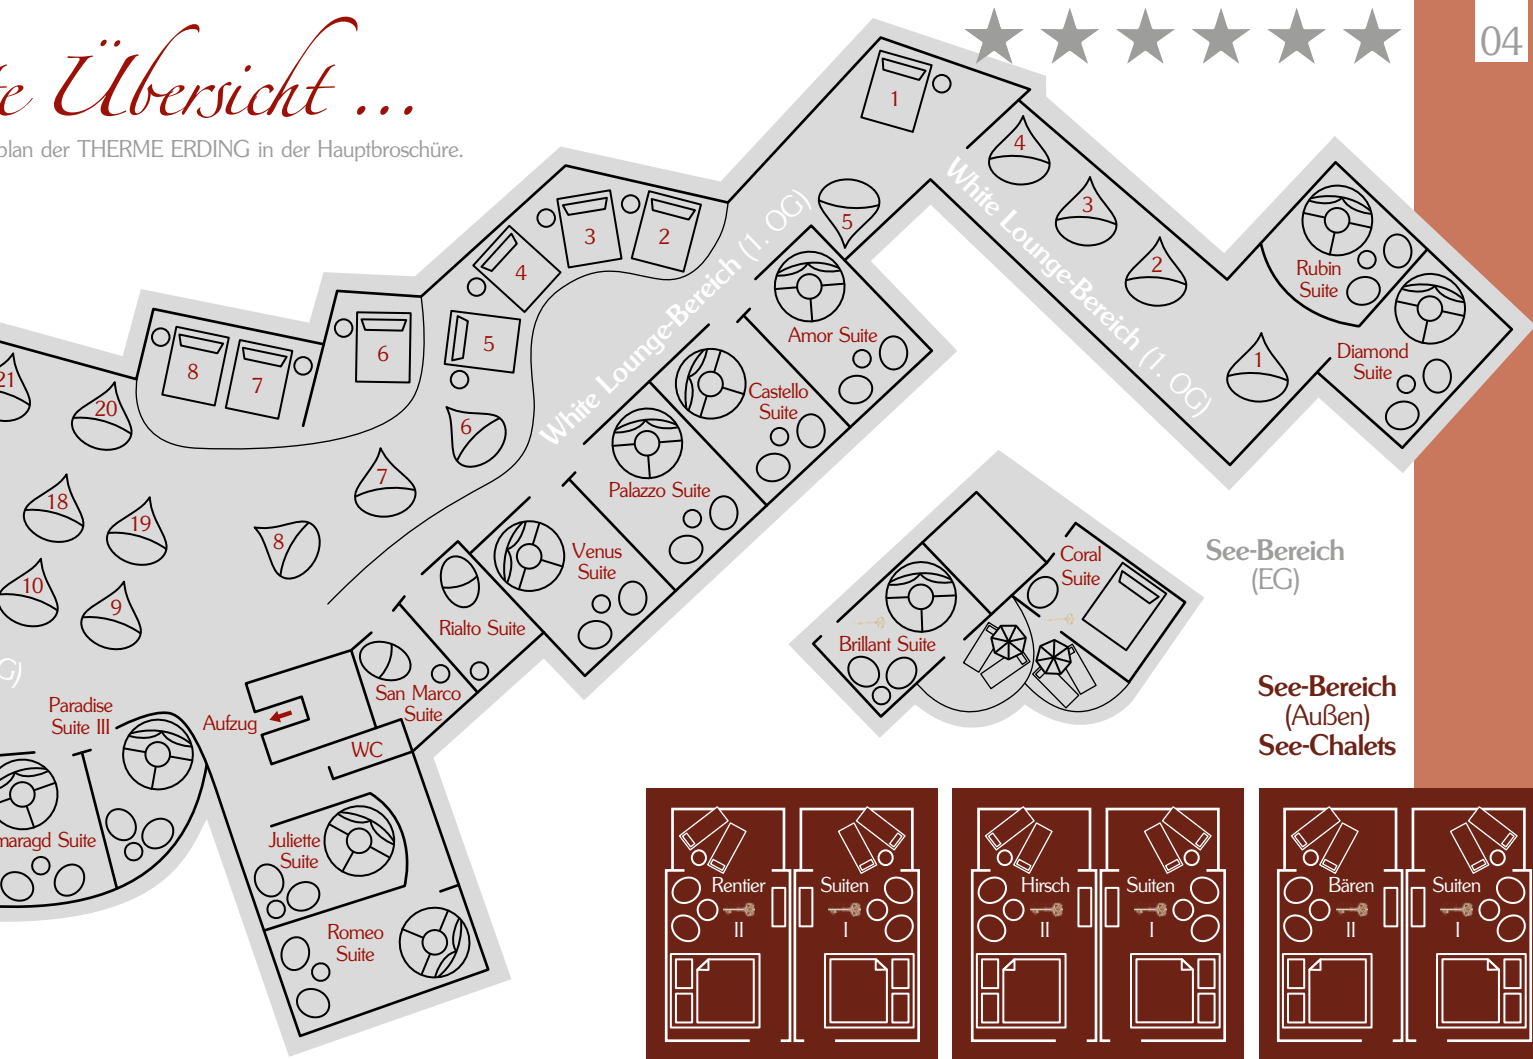 Übersicht ...
04
der THERME ERDING in der Hauptbroschüre.
1
4
3
2
1
5
White Lounge-Bereich (1. OG)
White Lounge-Bereich (1. OG)
Rubin
Suite
Diamond
Suite
Amor Suite
Castello
Suite
Palazzo Suite
Venus
Suite
Rialto Suite
San Marco
Suite
2
3
4
5
6
7
8
6
7
8
21
20
18
19
10
9
Aufzug
WC
Paradise
Suite III
Suite
Juliette
Suite
Romeo
Suite
Coral
Suite
Brillant Suite
See-Bereich
(EG)
See-Bereich
(Außen)
See-Chalets
Rentier
II
Suiten
I
Hirsch
II
Suiten
I
Bären
II
Suiten
I